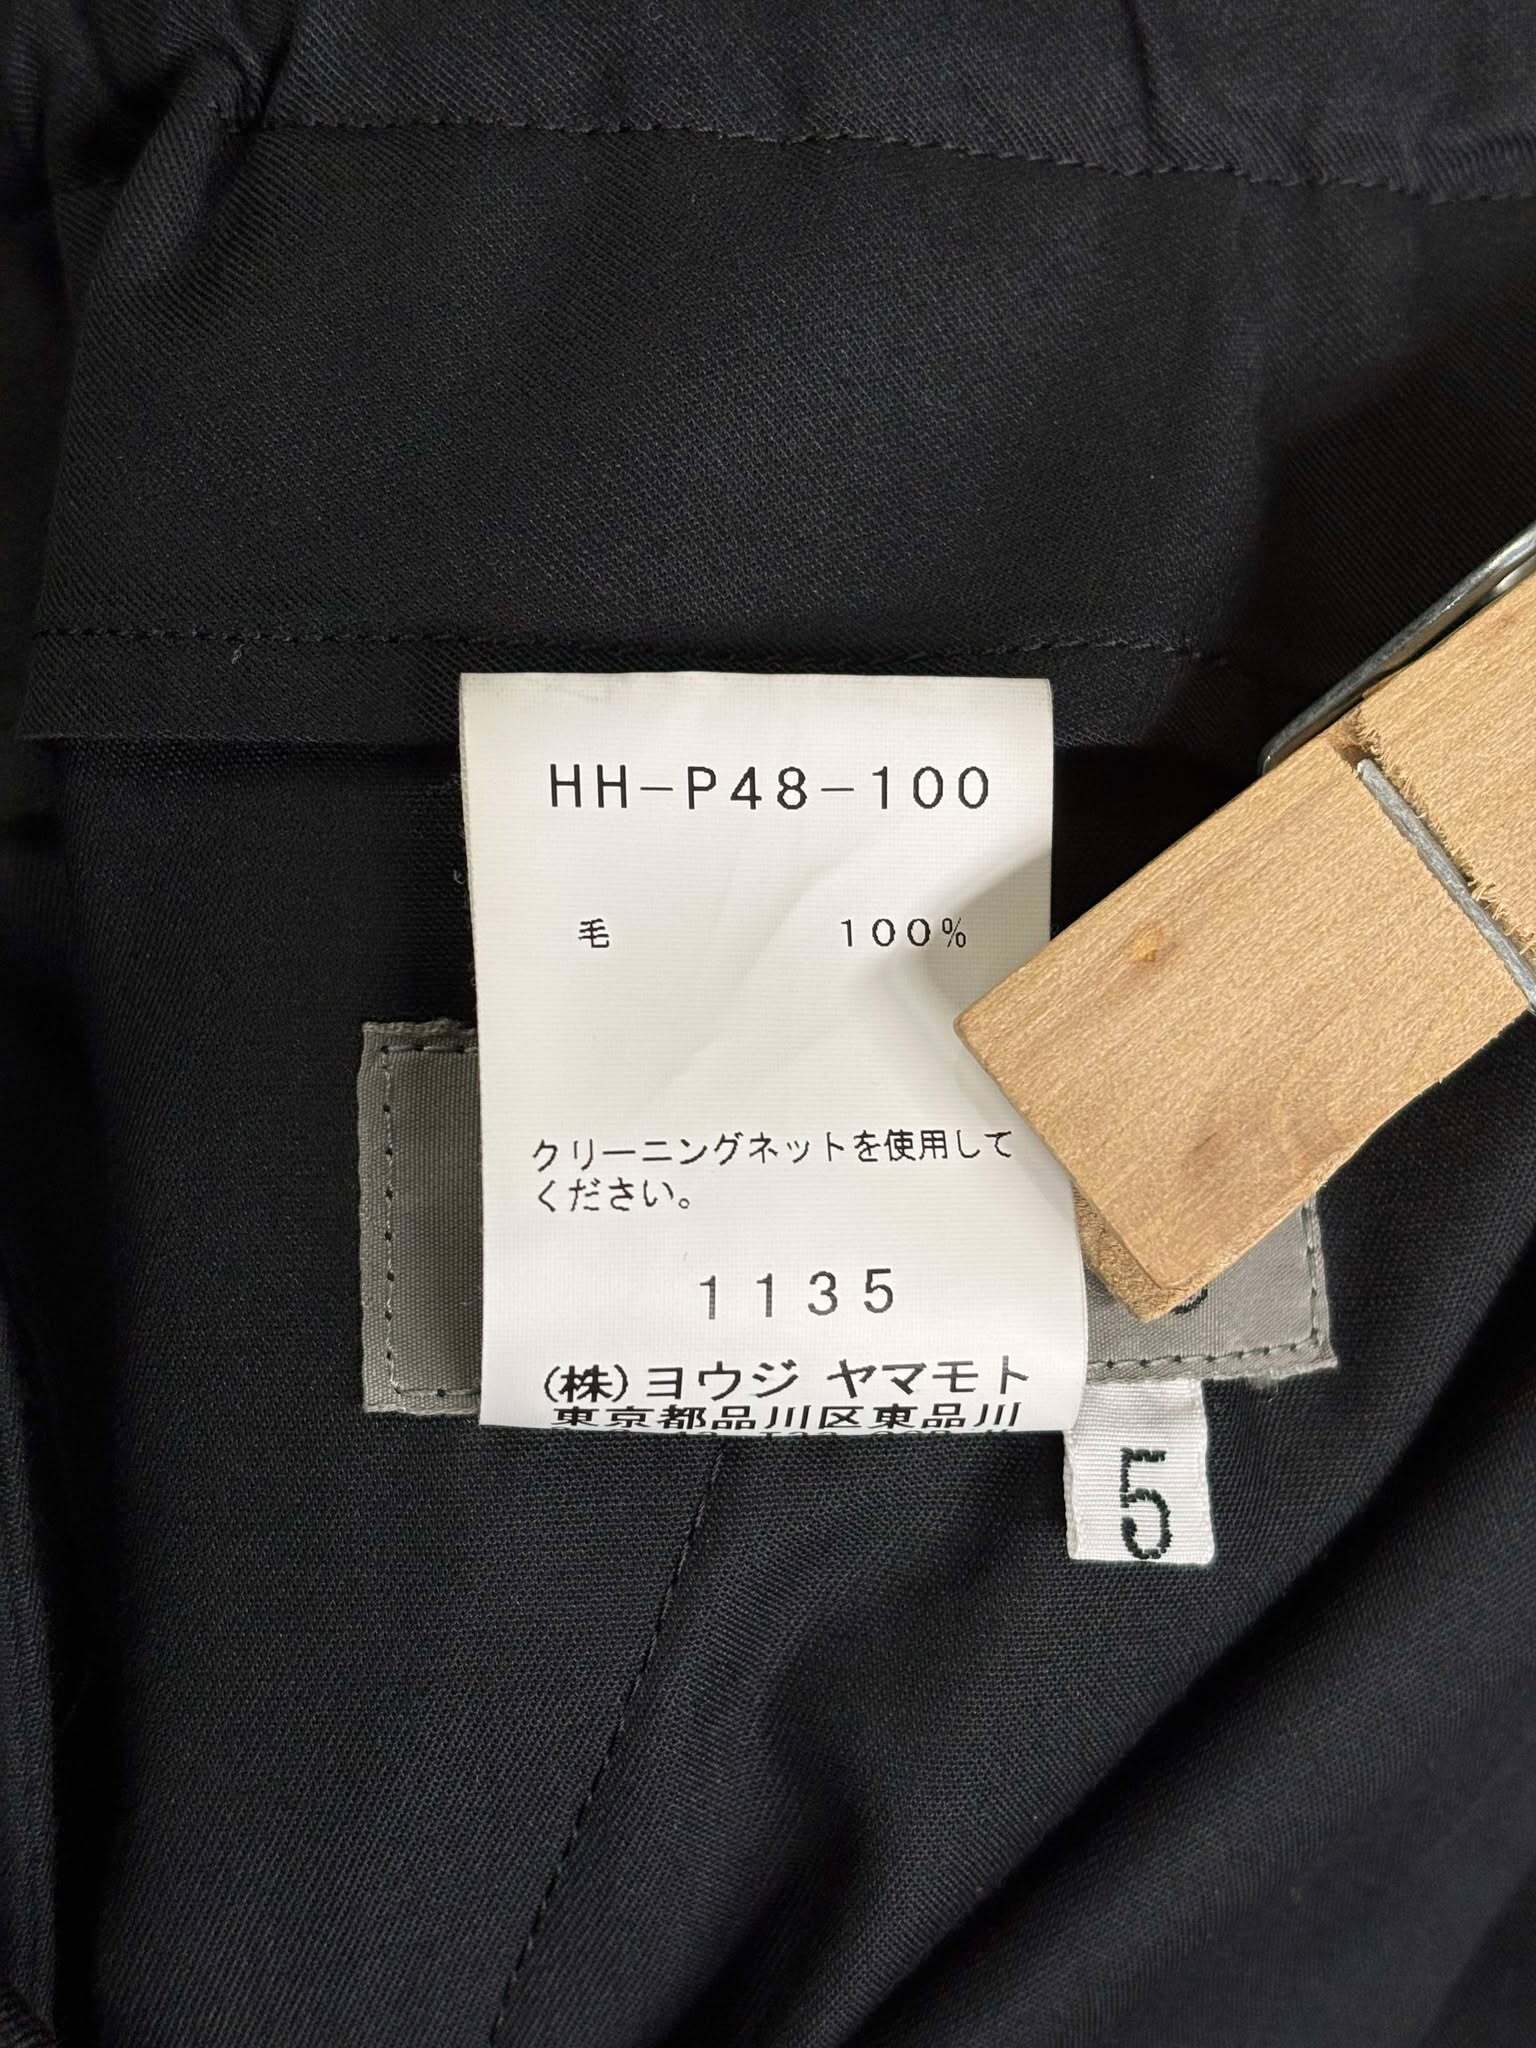 HH-P48-100
毛 100%
クリーニングネットを使用して
ください。
1135
(株)ヨウジ ヤマモト
東京都品川区東品川
5